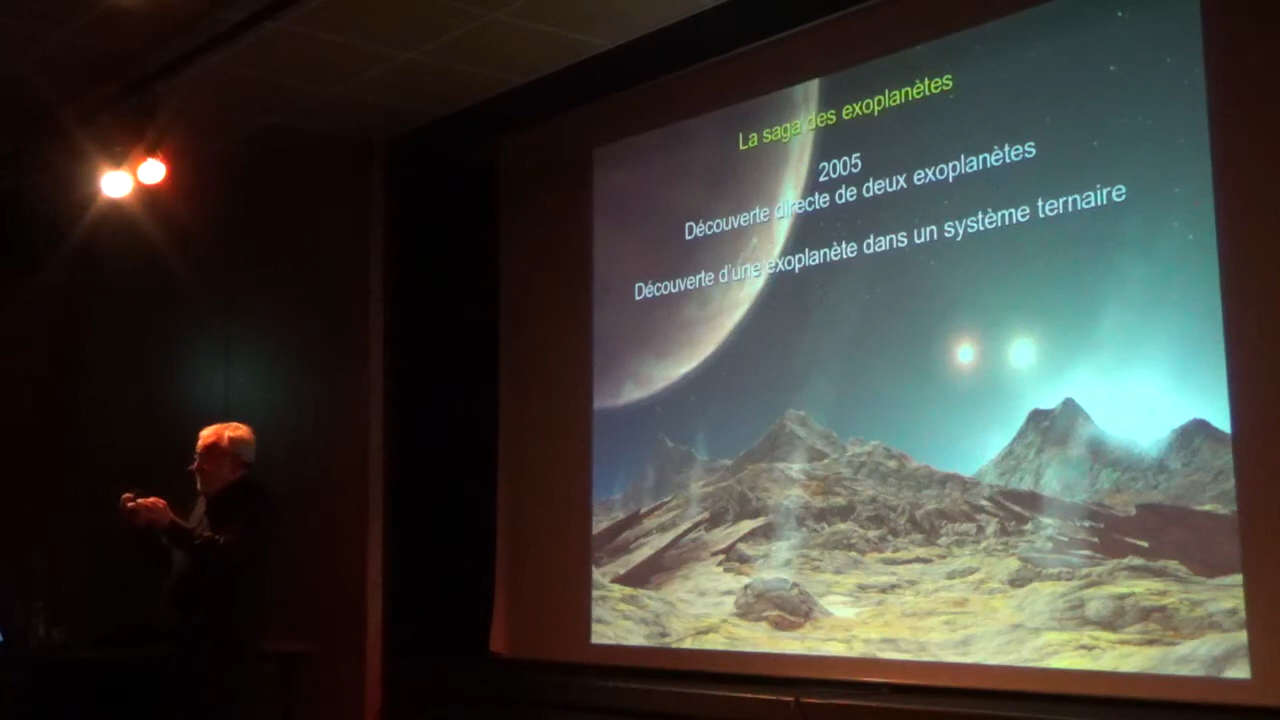 La saga des exoplanètes
2005
Découverte directe de deux exoplanètes
Découverte d'une exoplanète dans un système ternaire